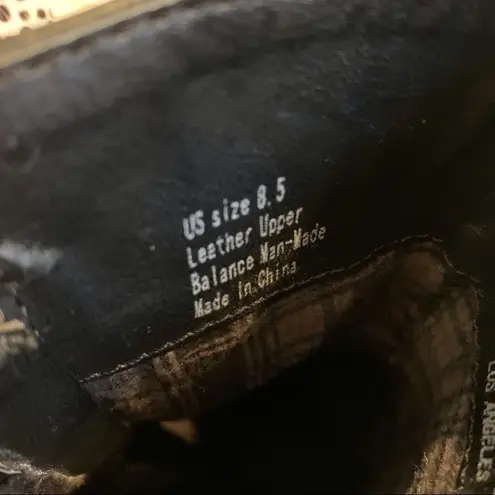 US size 8.5
Leather Upper
Balance Man-Made
Made in China
LOS ANGELES